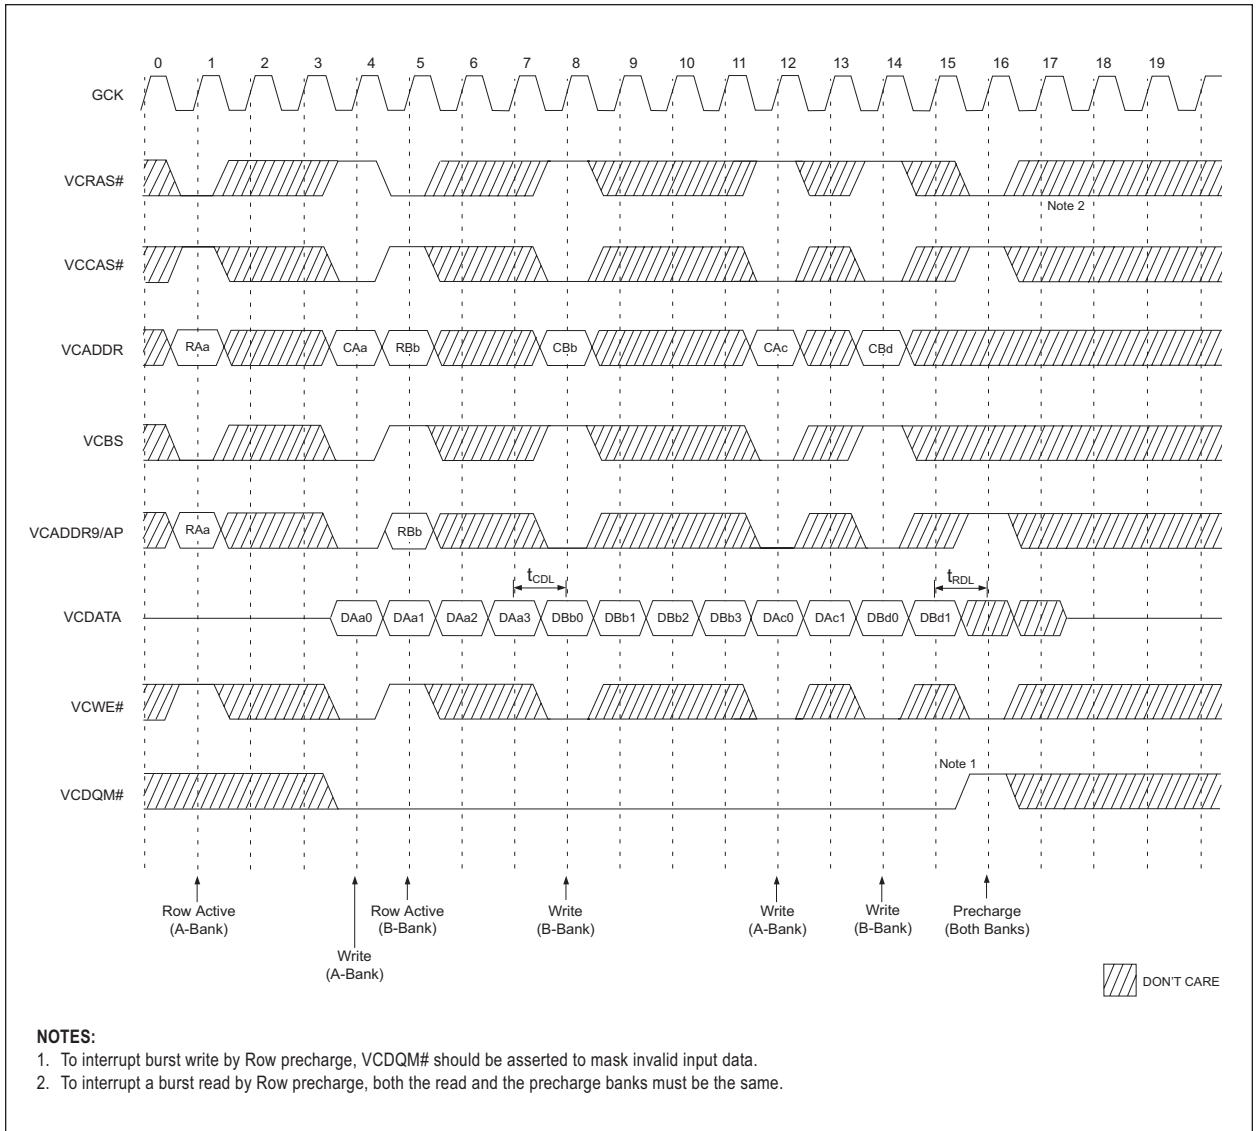 0 1 2 3 4 5 6 7 8 9 10 11 12 13 14 15 16 17 18 19
GCK
VCRAS#
Note 2
VCCAS#
VCADDR RAa CAa RBb CBb CAc CBd
VCBS
VCADDR9/AP RAa RBb
tCDL tRDL
VCDATA DAa0 DAa1 DAa2 DAa3 DBb0 DBb1 DBb2 DBb3 DAc0 DAc1 DBd0 DBd1
VCWE#
Note 1
VCDQM#
Row Active Row Active Write Write Write Precharge
(A-Bank) (B-Bank) (B-Bank) (A-Bank) (B-Bank) (Both Banks)
Write
(A-Bank)
DON'T CARE
NOTES:
1. To interrupt burst write by Row precharge, VCDQM# should be asserted to mask invalid input data.
2. To interrupt a burst read by Row precharge, both the read and the precharge banks must be the same.